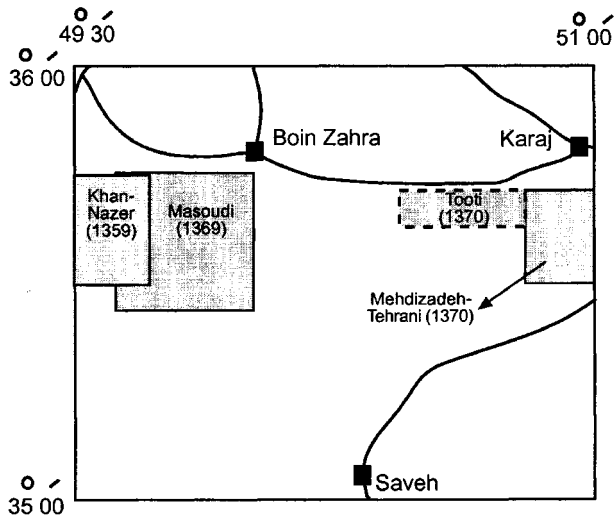 49° 30′
51° 00′
36° 00′
Boin Zahra
Karaj
Khan-
Nazer
(1359)
Masoudi
(1369)
Tooti
(1370)
Mehdizadeh-
Tehrani (1370)
Saveh
35° 00′